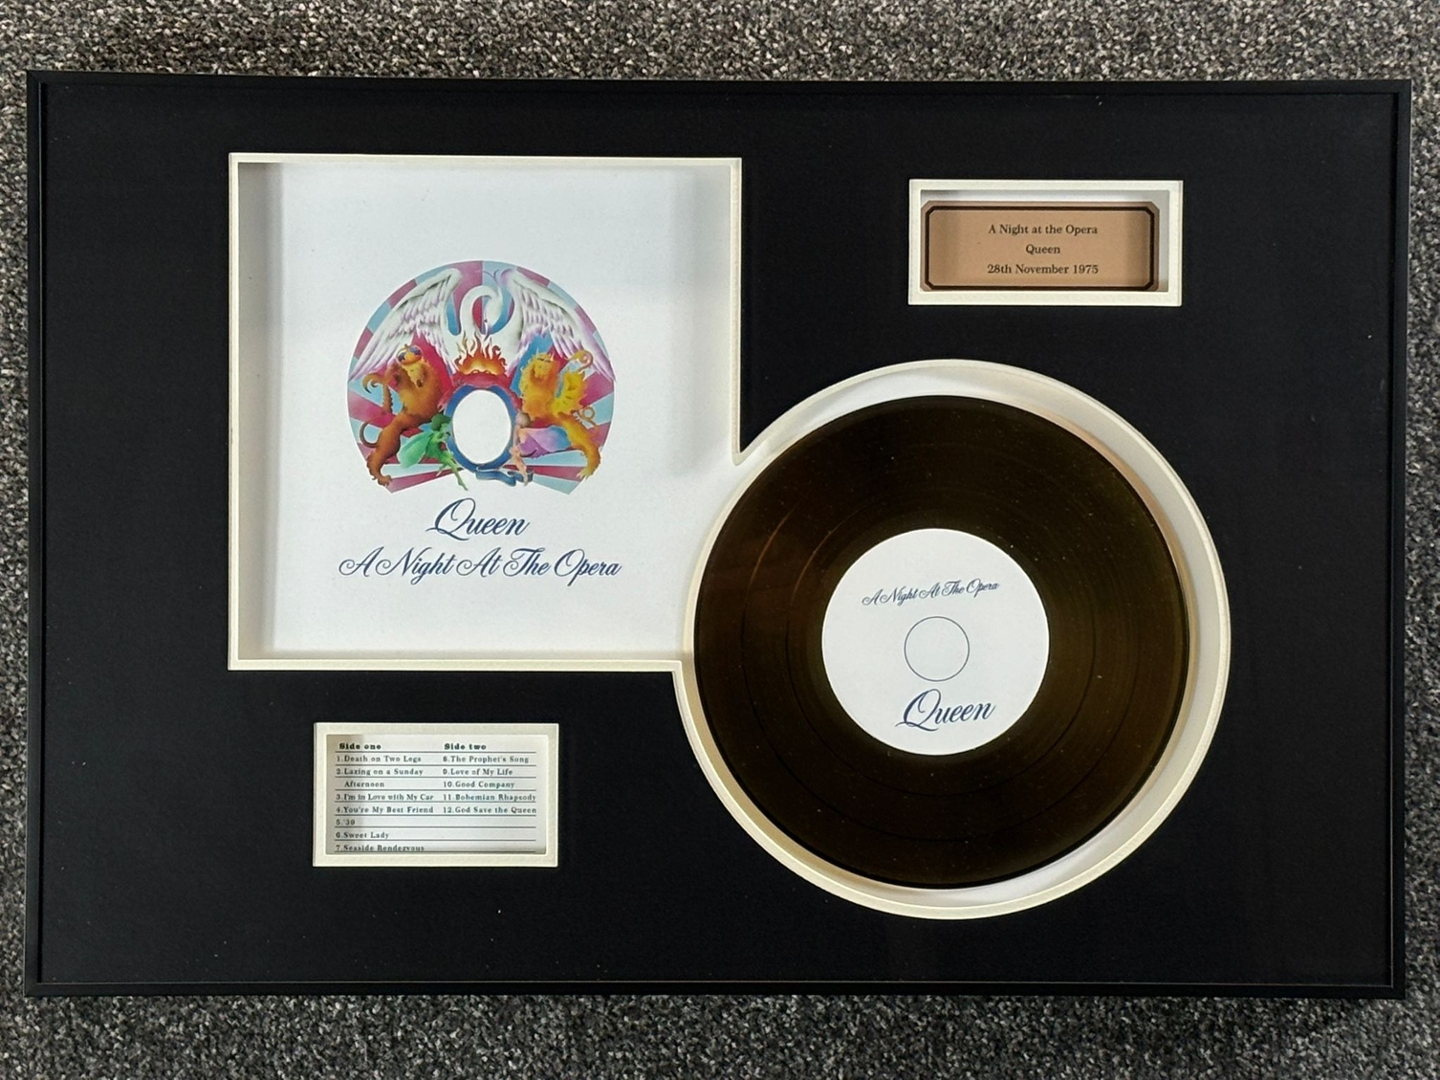 A Night at the Opera
Queen
28th November 1975
Queen
A Night At The Opera
A Night At The Opera
Queen
Side one
1.Death on Two Legs
2.Lazing on a Sunday
Afternoon
3.I'm in Love with My Car
4.You're My Best Friend
5.'39
6.Sweet Lady
7.Seaside Rendezvous
Side two
8.The Prophet's Song
9.Love of My Life
10.Good Company
11.Bohemian Rhapsody
12.God Save the Queen